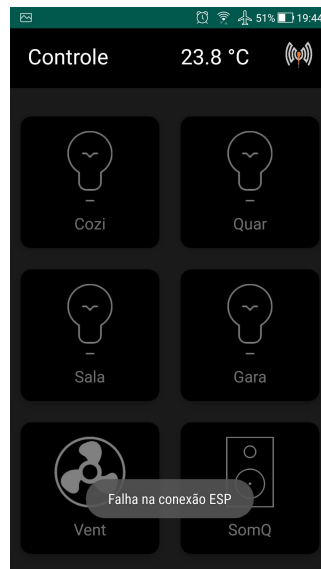 51% 19:44
Controle 23.8 °C
Cozi Quar
Sala Gara
Falha na conexão ESP
Vent SomQ